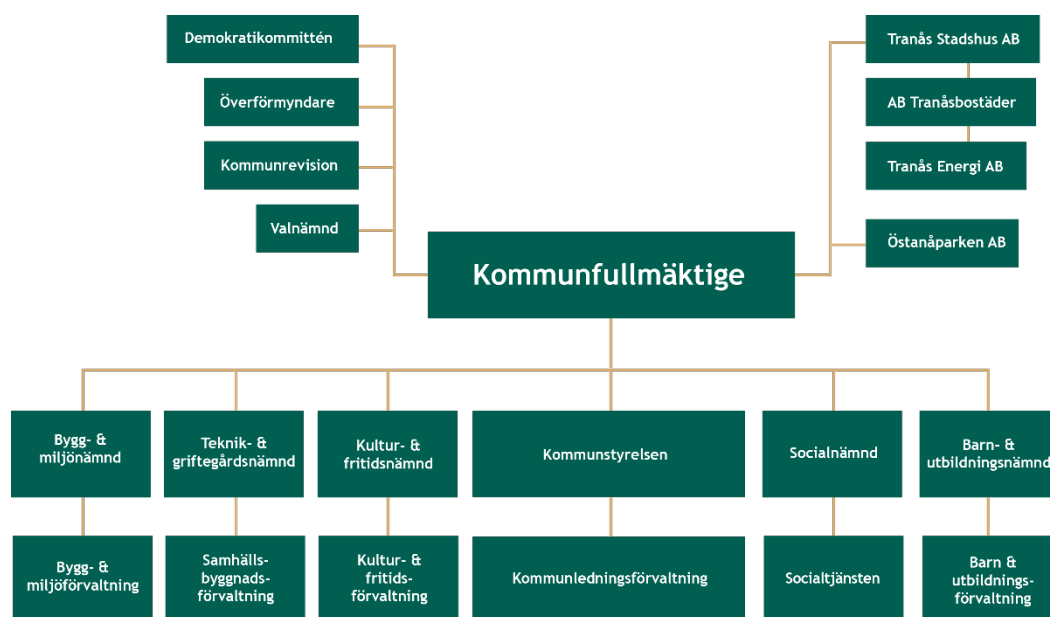 Demokratikommittén
Överförmyndare
Kommunrevision
Valnämnd
Tranås Stadshus AB
AB Tranåsbostäder
Tranås Energi AB
Östanåparken AB
Kommunfullmäktige
Bygg- &
miljönämnd
Teknik- &
griftegårdsnämnd
Kultur- &
fritidsnämnd
Kommunstyrelsen
Socialnämnd
Barn- &
utbildningsnämnd
Bygg- &
miljöförvaltning
Samhälls-
byggnads-
förvaltning
Kultur- &
fritids-
förvaltning
Kommunledningsförvaltning
Socialtjänsten
Barn &
utbildnings-
förvaltning